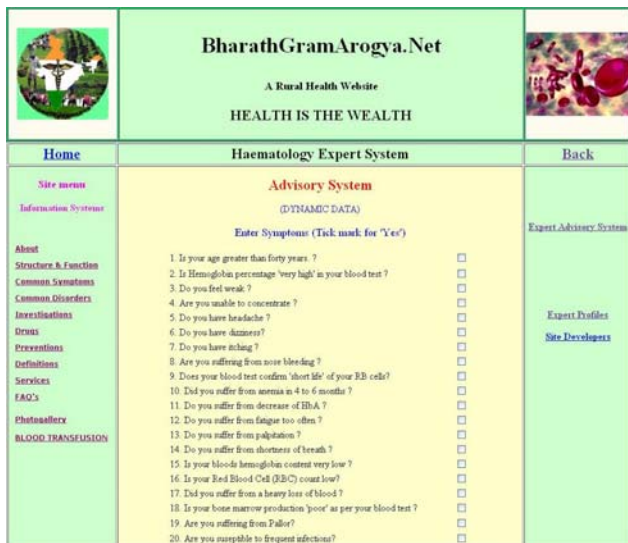 BharathGramArogya.Net
A Rural Health Website
HEALTH IS THE WEALTH
Home
Haematology Expert System
Back
Site menu
Information Systems
About
Structure & Function
Common Symptoms
Common Disorders
Investigations
Drugs
Preventions
Definitions
Services
FAQ's
Photogallery
BLOOD TRANSFUSION
Advisory System
(DYNAMIC DATA)
Enter Symptoms (Tick mark for 'Yes')
1. Is your age greater than forty years. ?
2. Is Hemoglobin percentage 'very high' in your blood test ?
3. Do you feel weak ?
4. Are you unable to concentrate ?
5. Do you have headache ?
6. Do you have dizziness?
7. Do you have itching ?
8. Are you suffering from nose bleeding ?
9. Does your blood test confirm 'short life' of your RB cells?
10. Did you suffer from anemia in 4 to 6 months ?
11. Do you suffer from decrease of HbA ?
12. Do you suffer from fatigue too often ?
13. Do you suffer from palpitation ?
14. Do you suffer from shortness of breath ?
15. Is your bloods hemoglobin content very low ?
16. Is your Red Blood Cell (RBC) count low?
17. Did you suffer from a heavy loss of blood ?
18. Is your bone marrow production 'poor' as per your blood test ?
19. Are you suffering from Pallor?
20. Are you suseptible to frequent infections?
Expert Advisory System
Expert Profiles
Site Developers